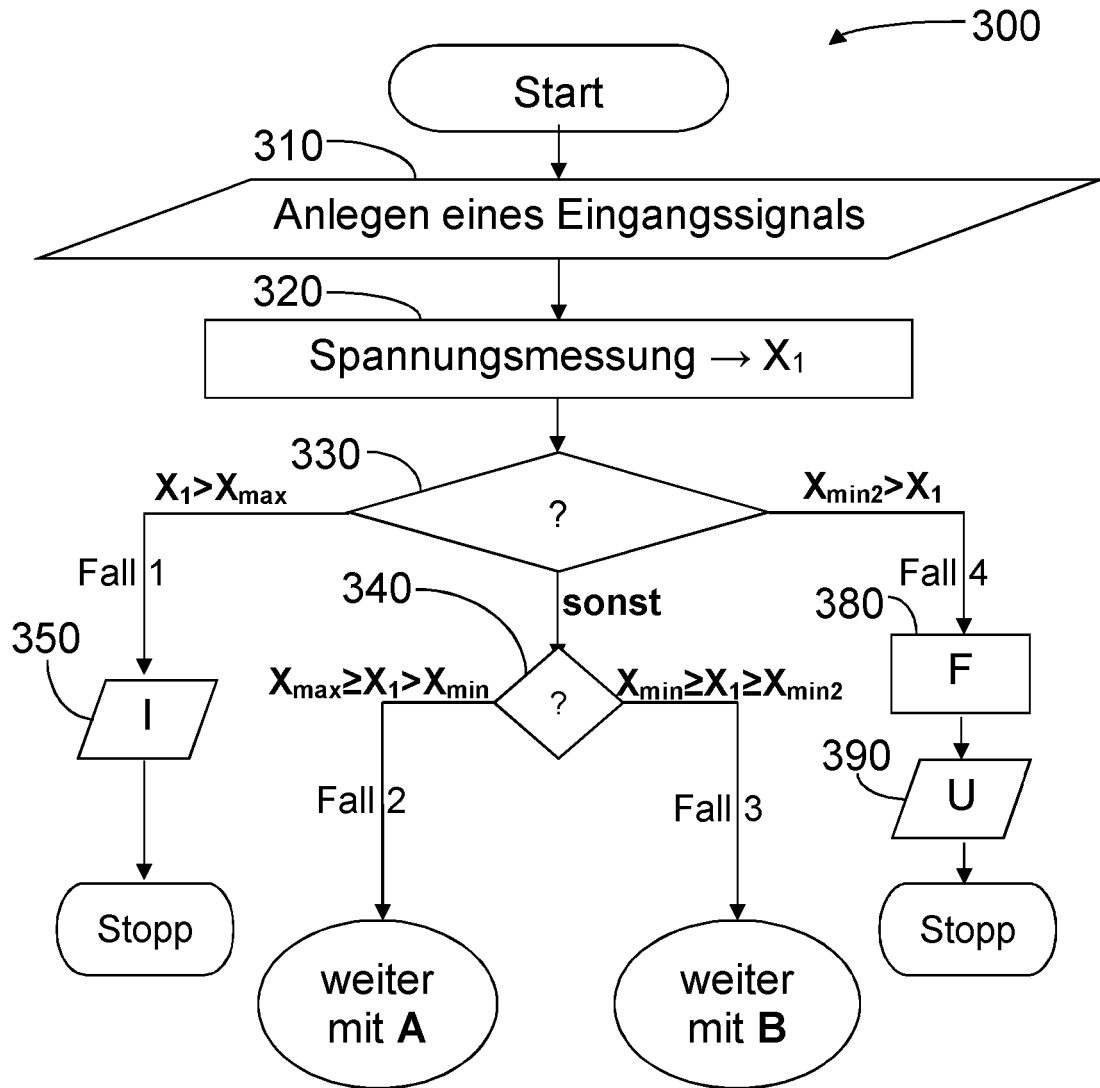 300
Start
310
Anlegen eines Eingangssignals
320
Spannungsmessung → X₁
330
X₁>Xₘₐₓ
?
Xmin2>X₁
Fall 1
340
sonst
Fall 4
350
380
I
Xmax≥X₁>Xmin
?
Xmin≥X₁≥Xmin2
F
390
Fall 2
Fall 3
U
Stopp
weiter
mit A
weiter
mit B
Stopp